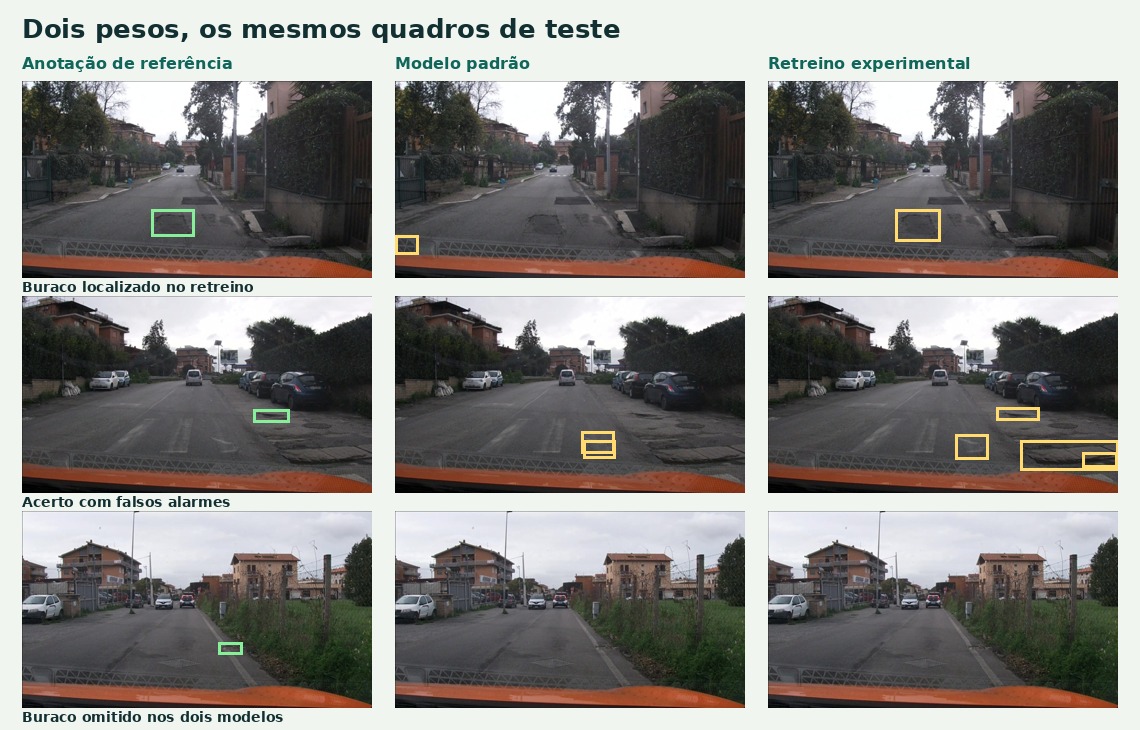 Dois pesos, os mesmos quadros de teste
Anotação de referência
Modelo padrão
Retreino experimental
Buraco localizado no retreino
Acerto com falsos alarmes
Buraco omitido nos dois modelos